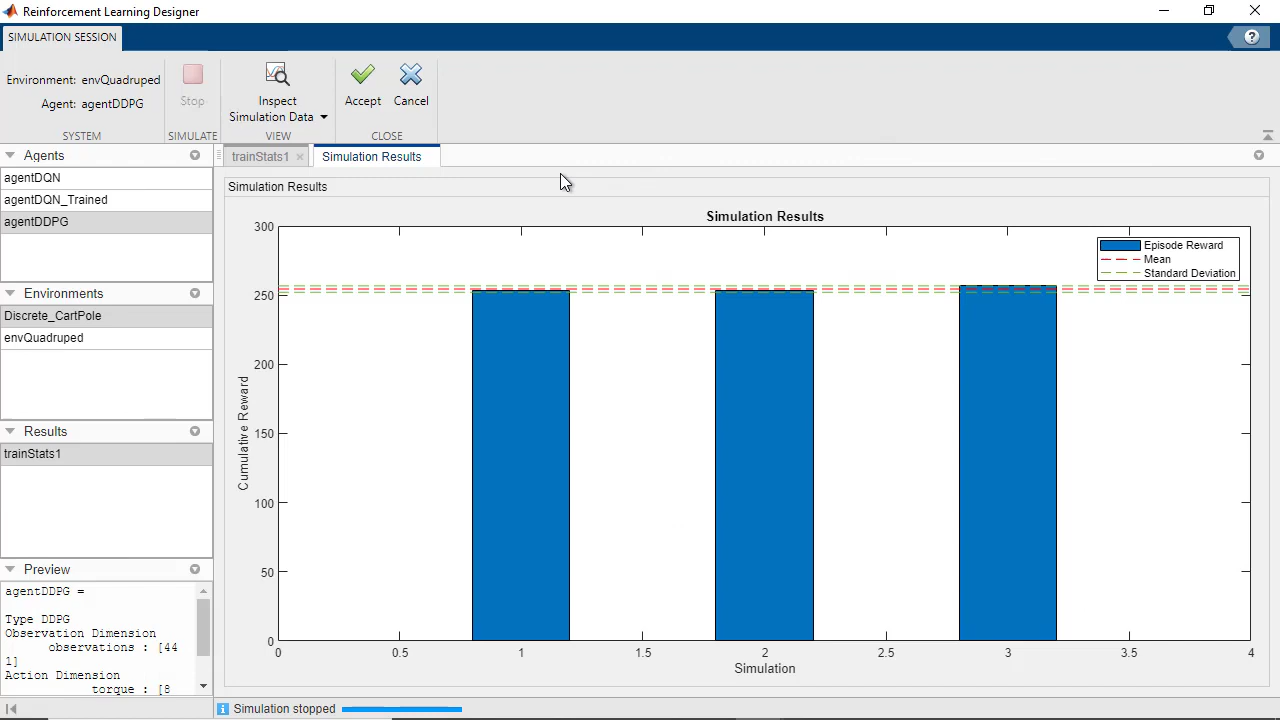 Reinforcement Learning Designer
SIMULATION SESSION
?
Environment: envQuadruped
Agent: agentDDPG
SYSTEM
Stop
SIMULATE
Inspect
Simulation Data
VIEW
Accept
Cancel
CLOSE
Agents
agentDQN
agentDQN_Trained
agentDDPG
Environments
Discrete_CartPole
envQuadruped
Results
trainStats1
Preview
agentDDPG =
Type DDPG
Observation Dimension
observations : [44
1]
Action Dimension
torque : [8
trainStats1
Simulation Results
Simulation Results
Simulation Results
Episode Reward
Mean
Standard Deviation
Cumulative Reward
300
250
200
150
100
50
0
0 0.5 1 1.5 2 2.5 3 3.5 4
Simulation
Simulation stopped